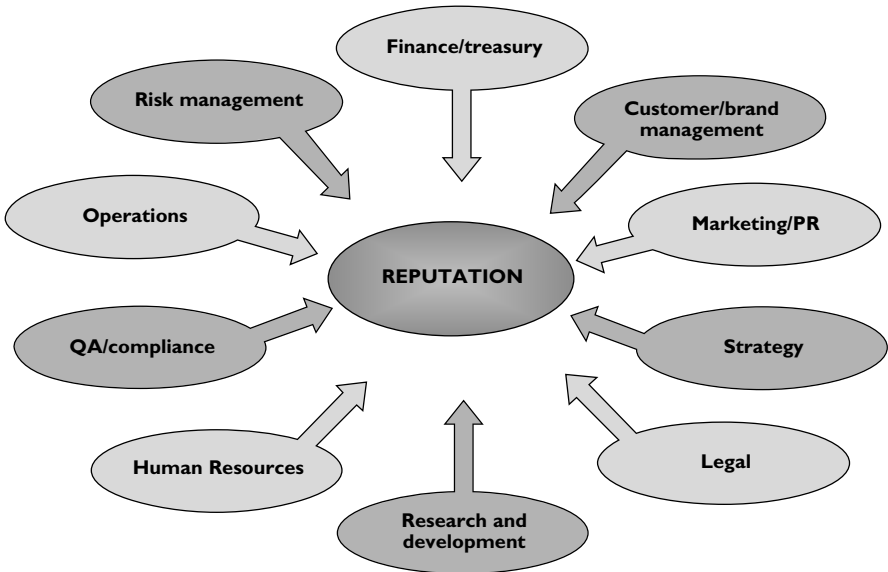 Finance/treasury
Risk management
Customer/brand
management
Operations
Marketing/PR
REPUTATION
QA/compliance
Strategy
Human Resources
Legal
Research and
development